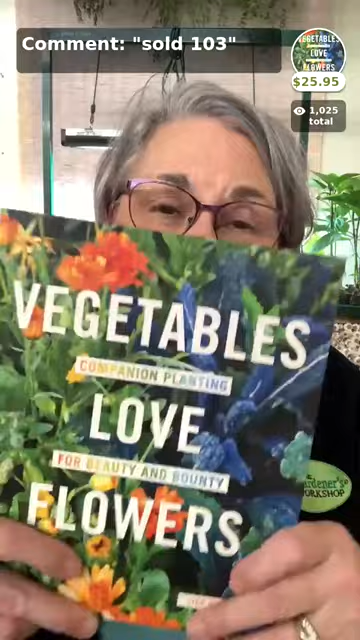 Comment: "sold 103"
VEGETABLES
LOVE
FLOWERS
$25.95
1,025
total
VEGETABLES
COMPANION PLANTING
LOVE
FOR BEAUTY AND BOUNTY
FLOWERS
WORKSHOP